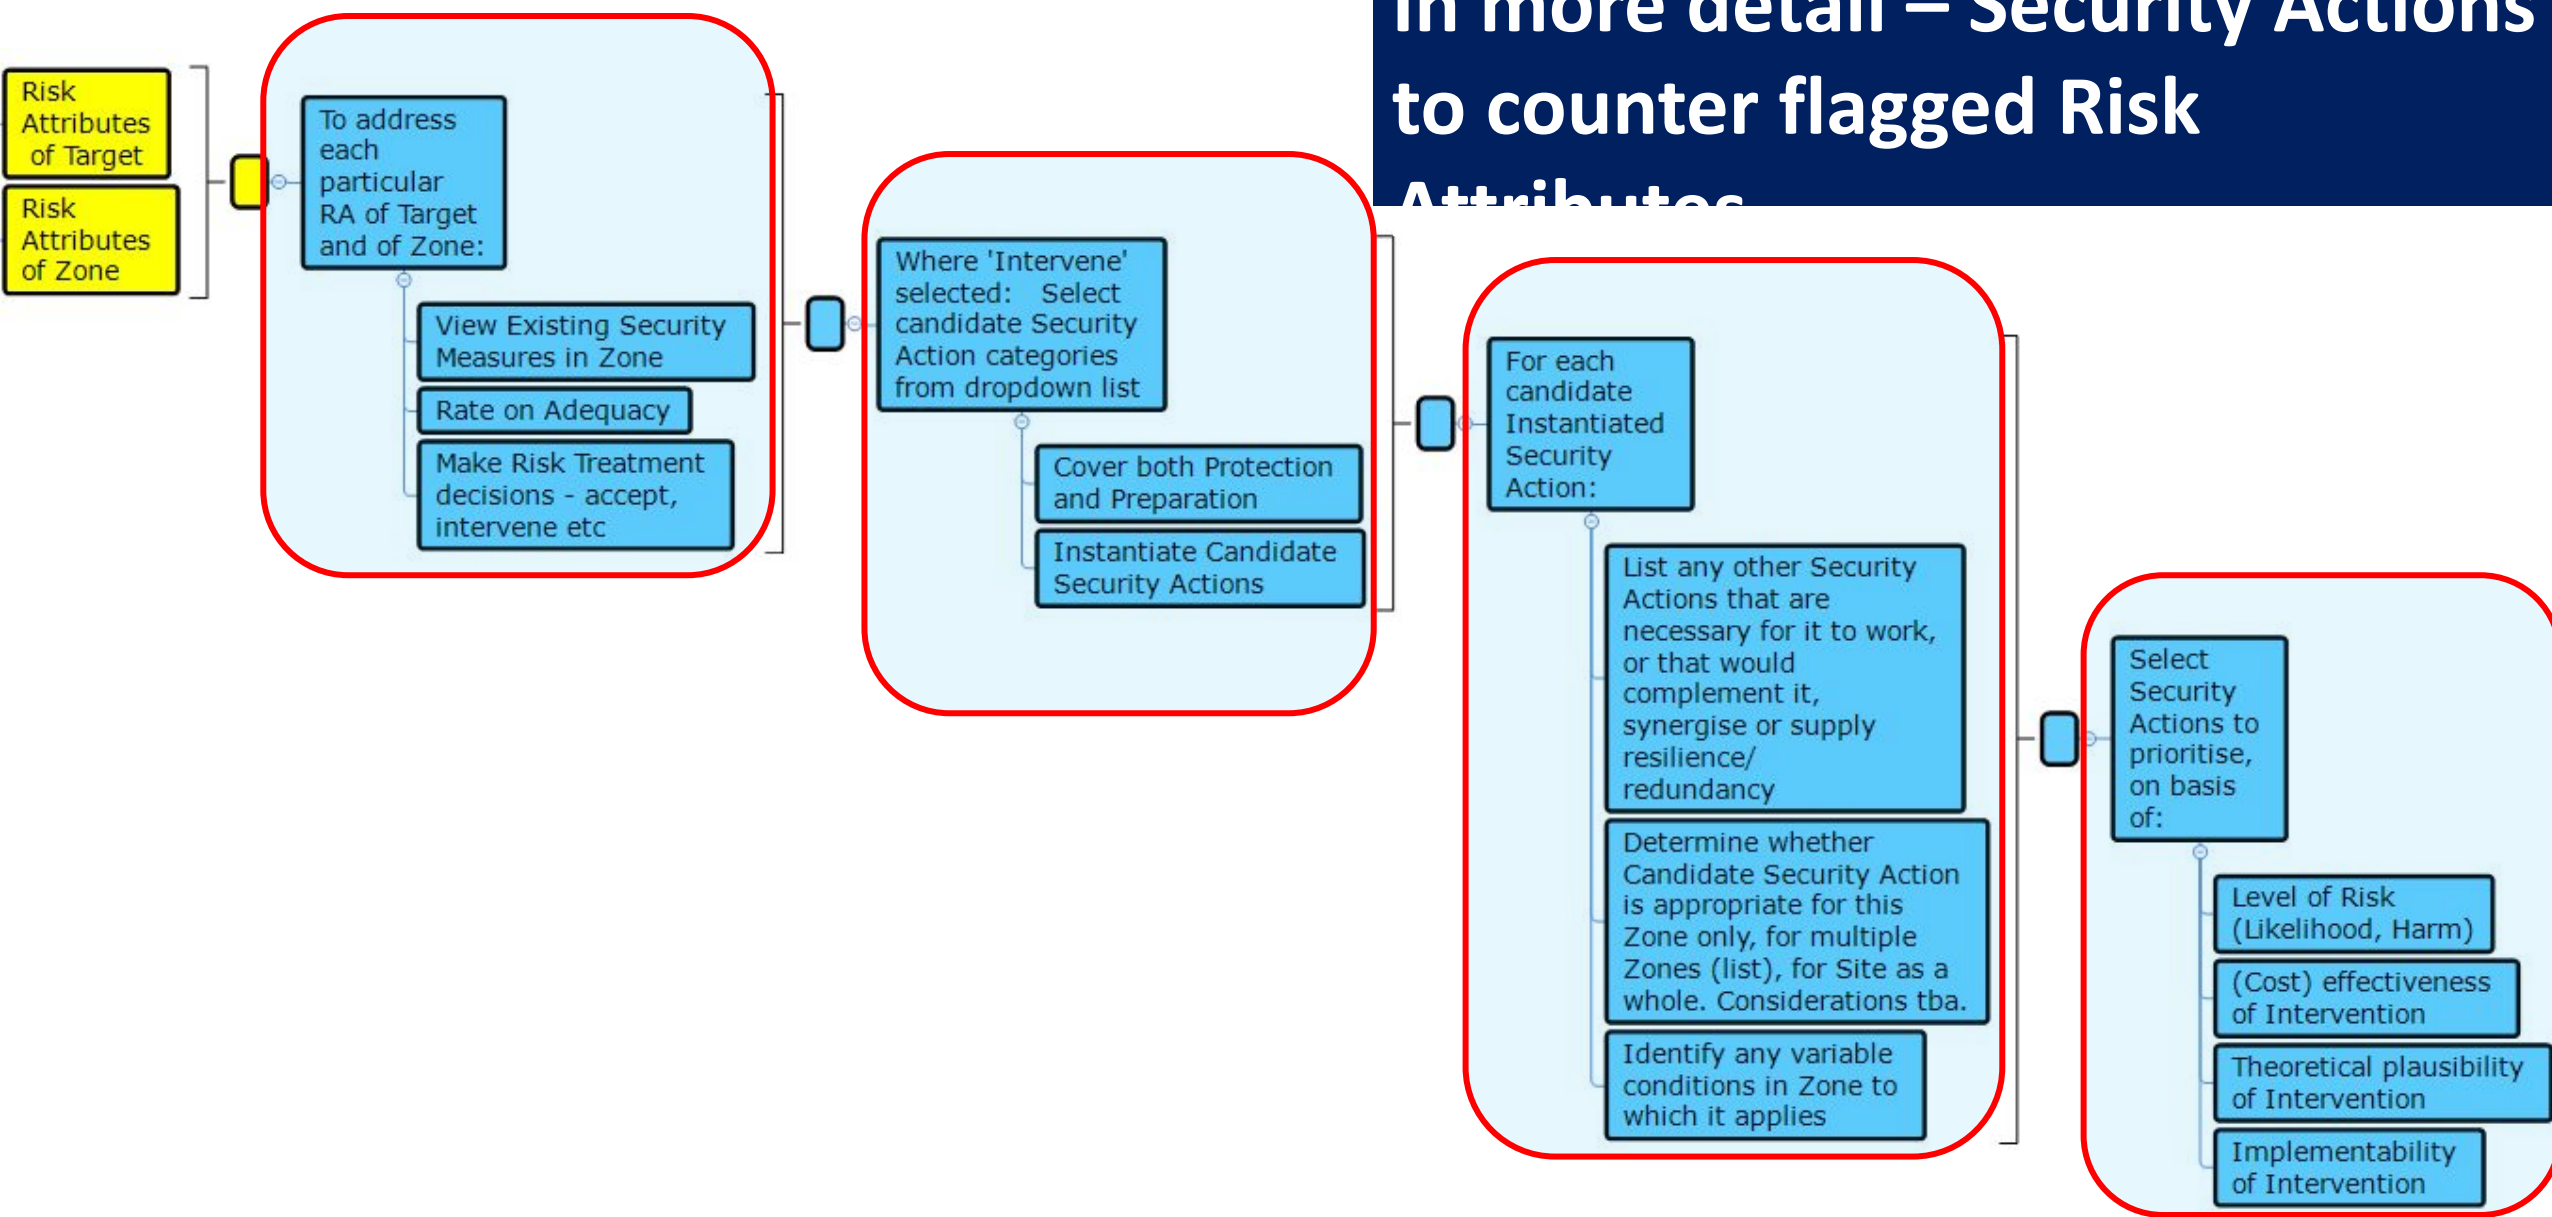 In more detail – Security Actions
to counter flagged Risk
Attributes
Risk
Attributes
of Target
Risk
Attributes
of Zone
To address
each
particular
RA of Target
and of Zone:
View Existing Security
Measures in Zone
Rate on Adequacy
Make Risk Treatment
decisions - accept,
intervene etc
Where 'Intervene'
selected: Select
candidate Security
Action categories
from dropdown list
Cover both Protection
and Preparation
Instantiate Candidate
Security Actions
For each
candidate
Instantiated
Security
Action:
List any other Security
Actions that are
necessary for it to work,
or that would
complement it,
synergise or supply
resilience/
redundancy
Determine whether
Candidate Security Action
is appropriate for this
Zone only, for multiple
Zones (list), for Site as a
whole. Considerations tba.
Identify any variable
conditions in Zone to
which it applies
Select
Security
Actions to
prioritise,
on basis
of:
Level of Risk
(Likelihood, Harm)
(Cost) effectiveness
of Intervention
Theoretical plausibility
of Intervention
Implementability
of Intervention